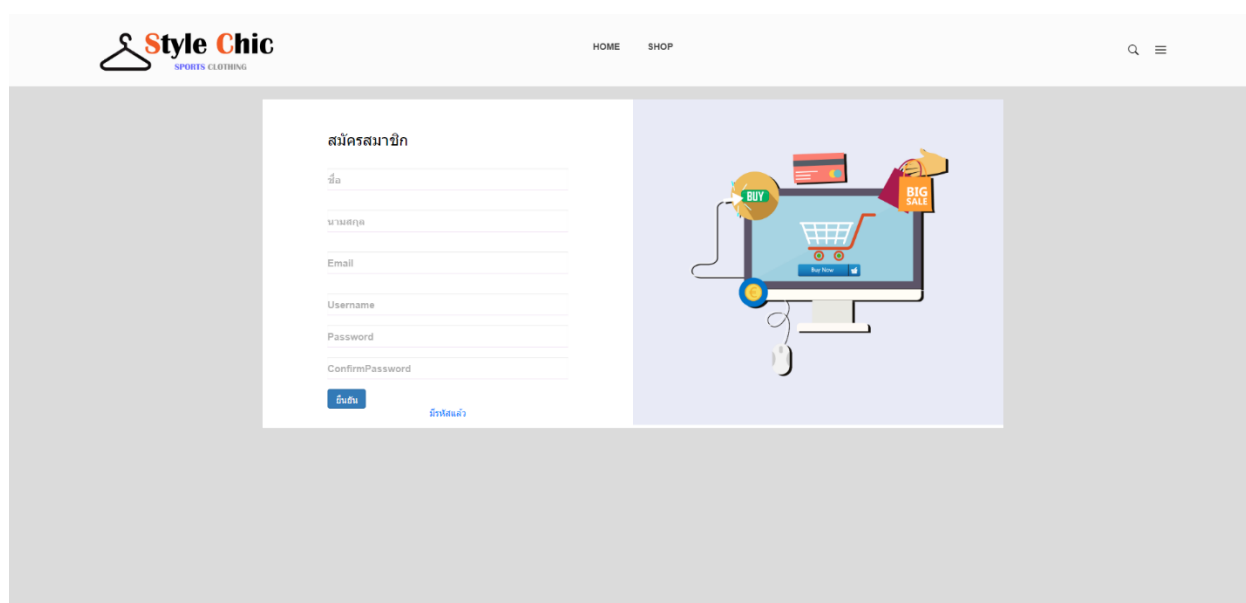 Style Chic
SPORTS CLOTHING
HOME SHOP
สมัครสมาชิก
ชื่อ
นามสกุล
Email
Username
Password
ConfirmPassword
ยืนยัน
มีรหัสแล้ว
BUY
BIG
SALE
Buy Now